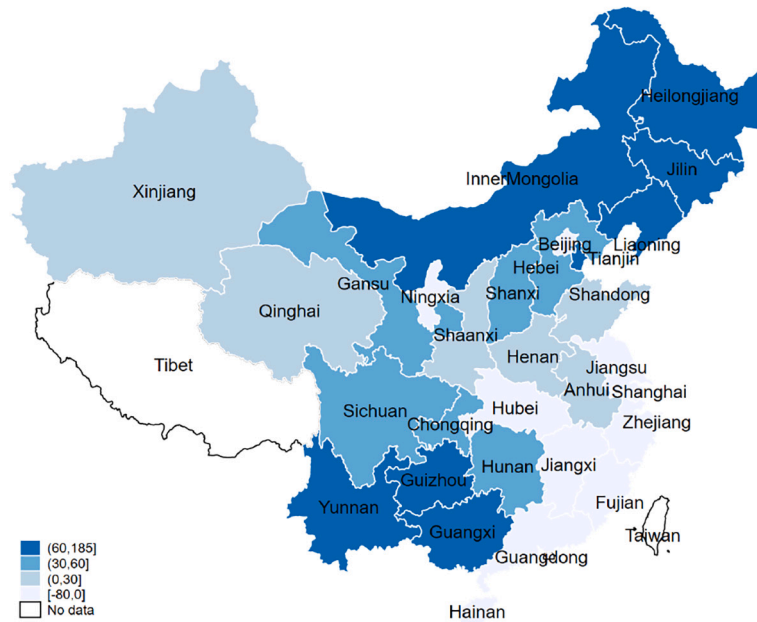 Heilongjiang
Jilin
InnerMongolia
Xinjiang
Liaoning
Beijing
Tianjin
Hebei
Gansu
Ningxia
Shanxi
Shandong
Qinghai
Shaanxi
Henan
Jiangsu
Tibet
Anhui
Shanghai
Sichuan
Hubei
Chongqing
Zhejiang
Hunan
Jiangxi
Guizhou
Yunnan
Fujian
Guangxi
Taiwan
Guangdong
Hainan
(60,185]
(30,60]
(0,30]
[-80,0]
No data